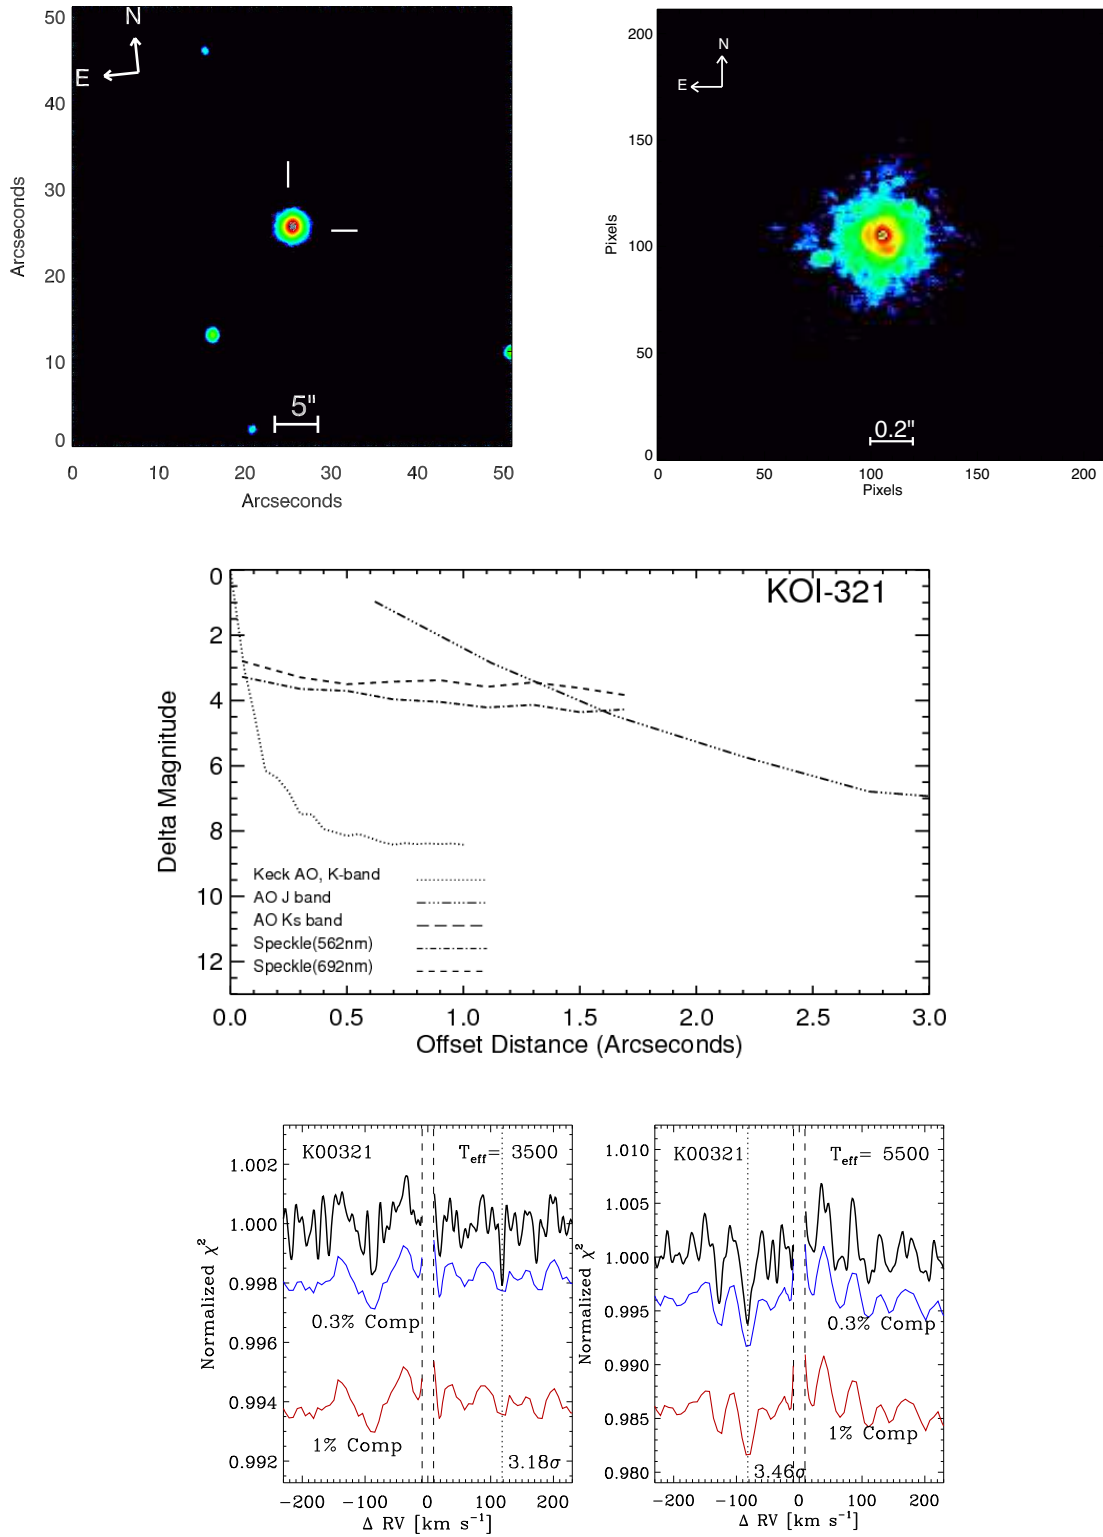 50
40
30
20
10
0
Arcseconds
N
E
5"
0
10
20
30
40
50
Arcseconds
200
150
100
50
0
Pixels
N
E
0.2"
0
50
100
150
200
Pixels
KOI-321
0
2
4
6
8
10
12
Delta Magnitude
Keck AO, K-band
AO J band
AO Ks band
Speckle(562nm)
Speckle(692nm)
0.0
0.5
1.0
1.5
2.0
2.5
3.0
Offset Distance (Arcseconds)
K00321
T_eff= 3500
1.002
1.000
0.998
0.996
0.994
0.992
Normalized χ²
0.3% Comp
1% Comp
3.18σ
-200
-100
0
100
200
Δ RV [km s⁻¹]
K00321
T_eff= 5500
1.010
1.005
1.000
0.995
0.990
0.985
0.980
Normalized χ²
0.3% Comp
1% Comp
3.46σ
-200
-100
0
100
200
Δ RV [km s⁻¹]